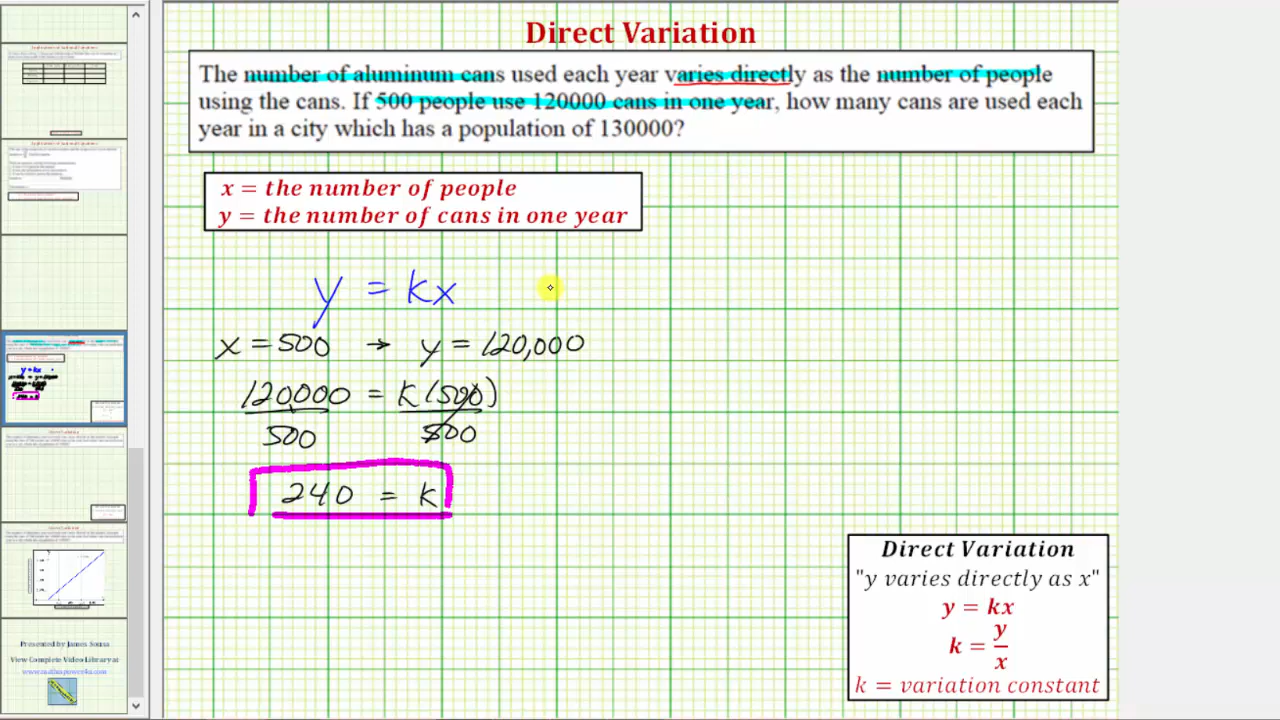 Direct Variation
The number of aluminum cans used each year varies directly as the number of people
using the cans. If 500 people use 120000 cans in one year, how many cans are used each
year in a city which has a population of 130000?
x = the number of people
y = the number of cans in one year
y = kx
x = 500 → y = 120,000
120,000 = k(500)
500 500
240 = k
Direct Variation
"y varies directly as x"
y = kx
k = y/x
k = variation constant
Presented by James Sousa
View Complete Video Library at